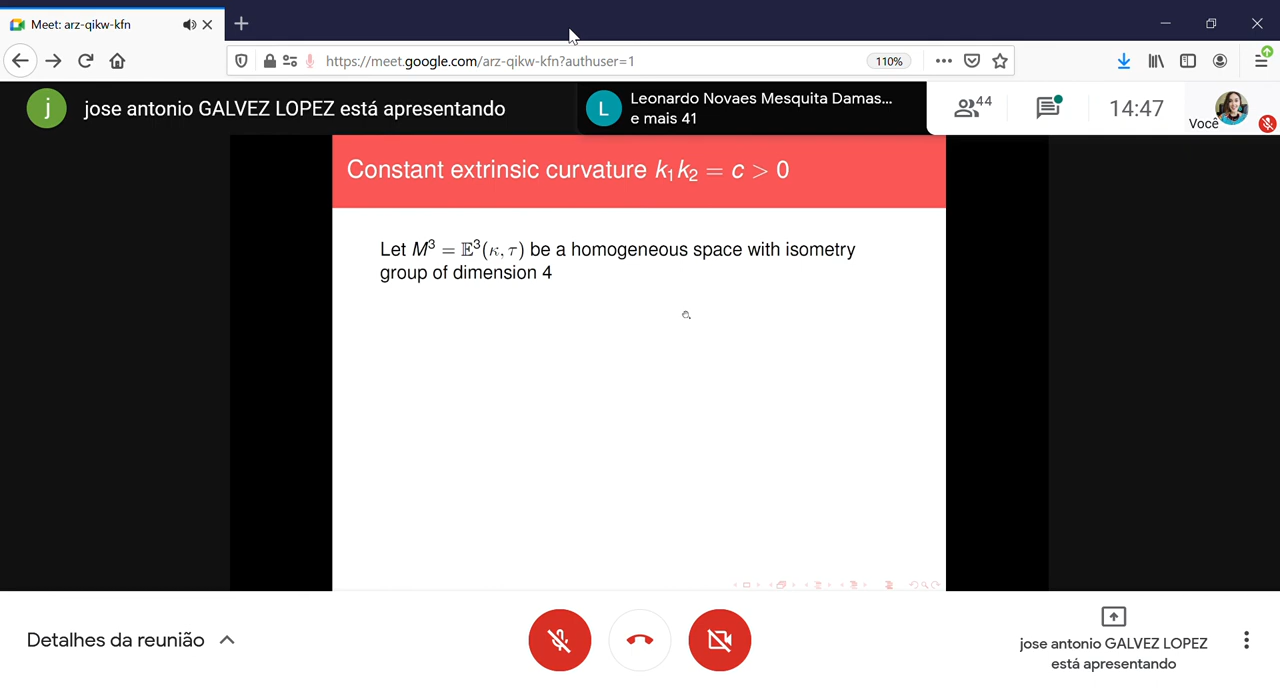 Meet: arz-qikw-kfn
https://meet.google.com/arz-qikw-kfn?authuser=1
110%
j
jose antonio GALVEZ LOPEZ está apresentando
L
Leonardo Novaes Mesquita Damas...
e mais 41
44
14:47
Você
Constant extrinsic curvature k₁k₂ = c > 0
Let M³ = 𝔼³(κ, τ) be a homogeneous space with isometry
group of dimension 4
Detalhes da reunião
jose antonio GALVEZ LOPEZ
está apresentando